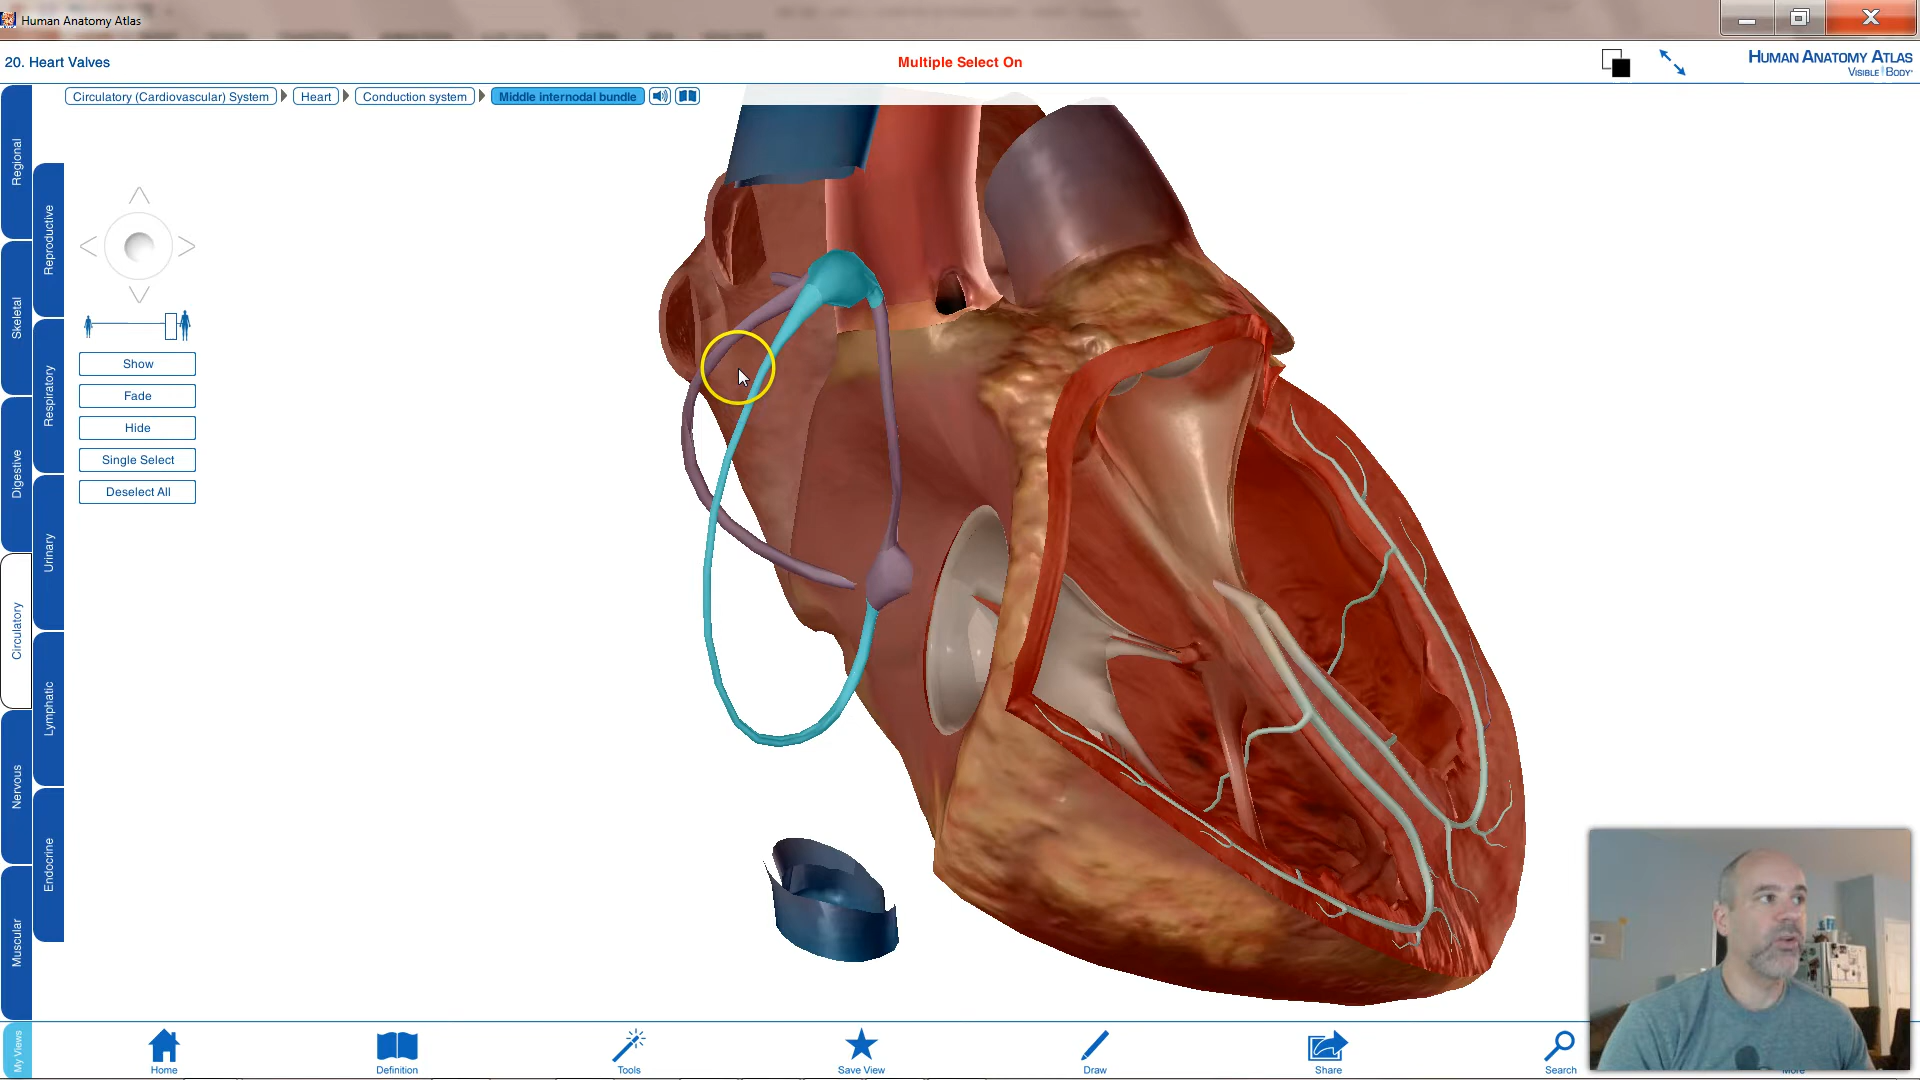 Human Anatomy Atlas
20. Heart Valves
Multiple Select On
HUMAN ANATOMY ATLAS
VISIBLE BODY
Circulatory (Cardiovascular) System
Heart
Conduction system
Middle internodal bundle
Regional
Skeletal
Digestive
Circulatory
Nervous
Muscular
My Views
Reproductive
Respiratory
Urinary
Lymphatic
Endocrine
Show
Fade
Hide
Single Select
Deselect All
Home
Definition
Tools
Save View
Draw
Share
Search
More